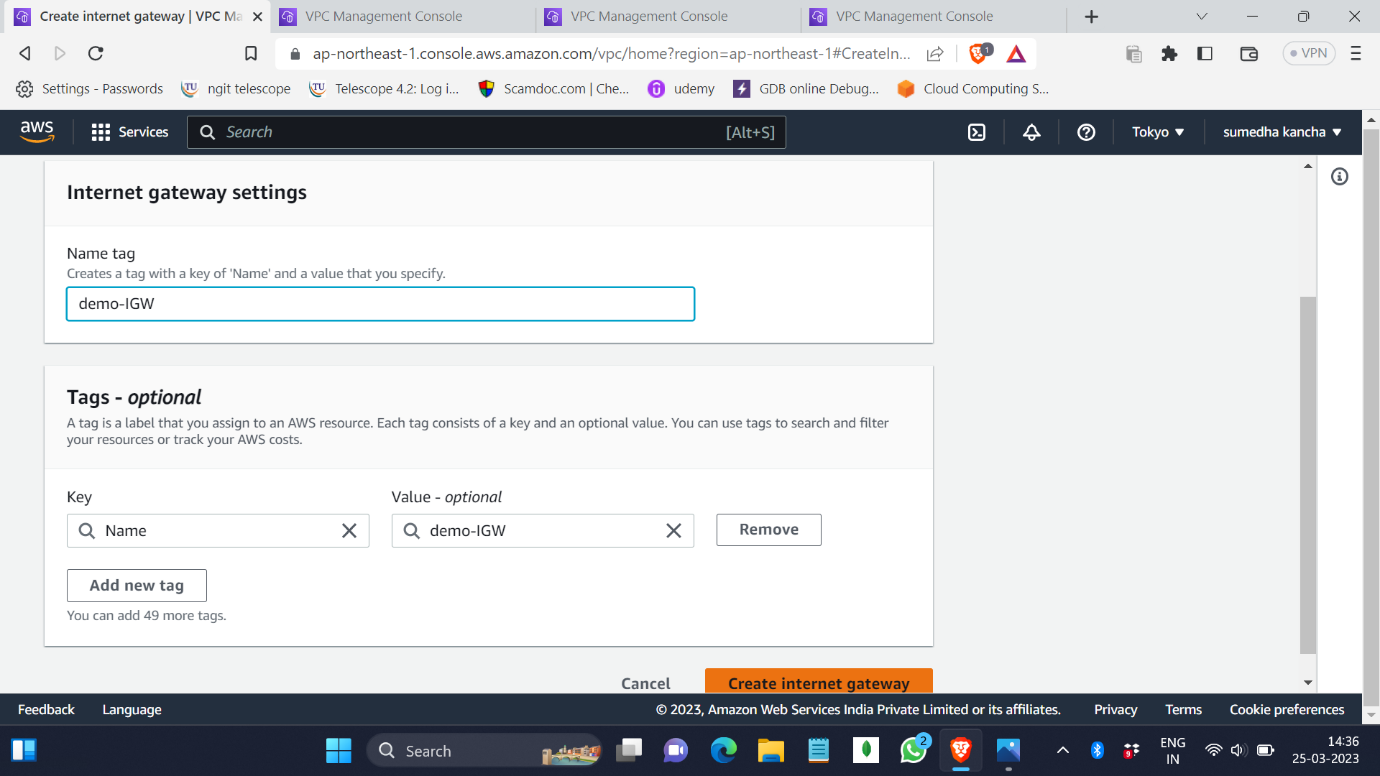 Create internet gateway | VPC Ma
VPC Management Console
VPC Management Console
VPC Management Console
ap-northeast-1.console.aws.amazon.com/vpc/home?region=ap-northeast-1#CreateIn...
1
VPN
Settings - Passwords
TU
ngit telescope
TU
Telescope 4.2: Log i...
Scamdoc.com | Che...
udemy
GDB online Debug...
Cloud Computing S...
aws
Services
Search
[Alt+S]
Tokyo
sumedha kancha
Internet gateway settings
Name tag
Creates a tag with a key of 'Name' and a value that you specify.
demo-IGW
Tags - optional
A tag is a label that you assign to an AWS resource. Each tag consists of a key and an optional value. You can use tags to search and filter
your resources or track your AWS costs.
Key
Value - optional
Name
demo-IGW
Remove
Add new tag
You can add 49 more tags.
Cancel
Create internet gateway
Feedback
Language
© 2023, Amazon Web Services India Private Limited or its affiliates.
Privacy
Terms
Cookie preferences
Search
2
9
ENG
IN
14:36
25-03-2023